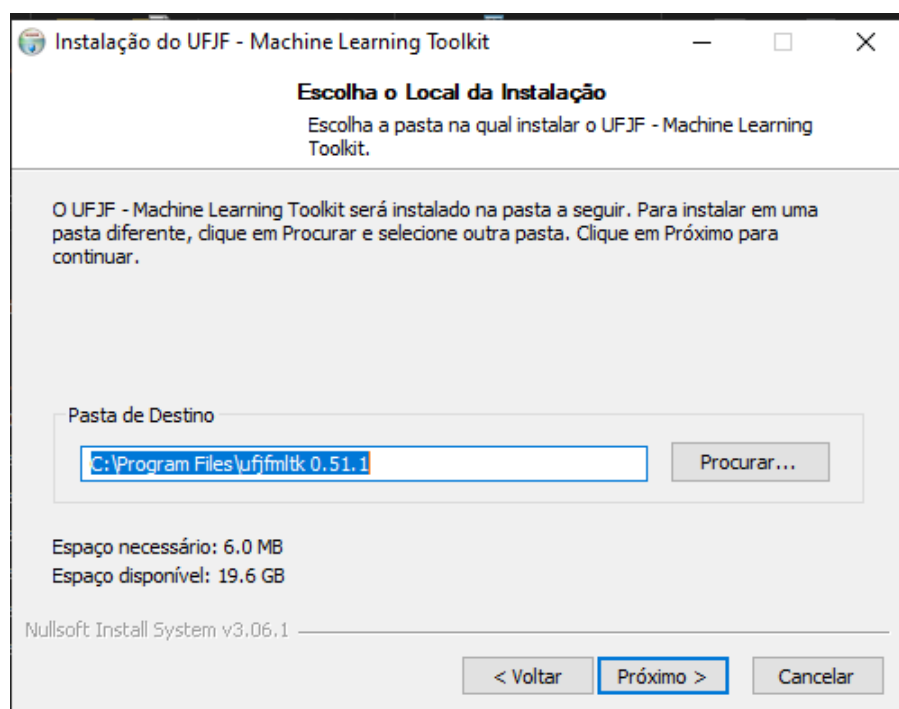 Instalação do UFJF - Machine Learning Toolkit
Escolha o Local da Instalação
Escolha a pasta na qual instalar o UFJF - Machine Learning
Toolkit.
O UFJF - Machine Learning Toolkit será instalado na pasta a seguir. Para instalar em uma
pasta diferente, clique em Procurar e selecione outra pasta. Clique em Próximo para
continuar.
Pasta de Destino
C:\Program Files\ufjfmltk 0.51.1
Procurar...
Espaço necessário: 6.0 MB
Espaço disponível: 19.6 GB
Nullsoft Install System v3.06.1
< Voltar
Próximo >
Cancelar